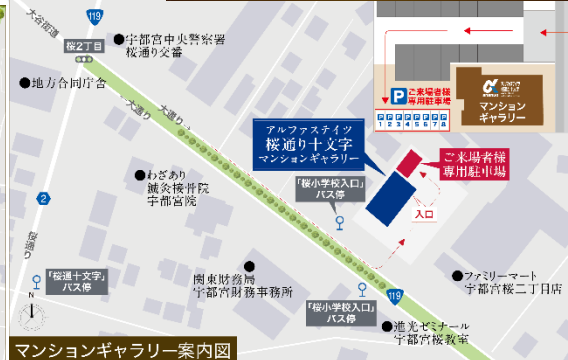 大谷街道
119
桜2丁目
●宇都宮中央警察署
桜通り交番
●地方合同庁舎
大通り
大通り
●わざあり
鍼灸接骨院
宇都宮院
2
桜通り
「桜通十文字」
バス停
N
関東財務局
宇都宮財務事務所
「桜小学校入口」
バス停
アルファステイツ
桜通り十文字
マンションギャラリー
ご来場者様
専用駐車場
入口
「桜小学校入口」
バス停
119
●ファミリーマート
宇都宮桜二丁目店
●進光ゼミナール
宇都宮桜教室
P ご来場者様
専用駐車場
P P P P P P P P
1 2 3 4 5 6 7 8
マンション
ギャラリー
マンションギャラリー案内図